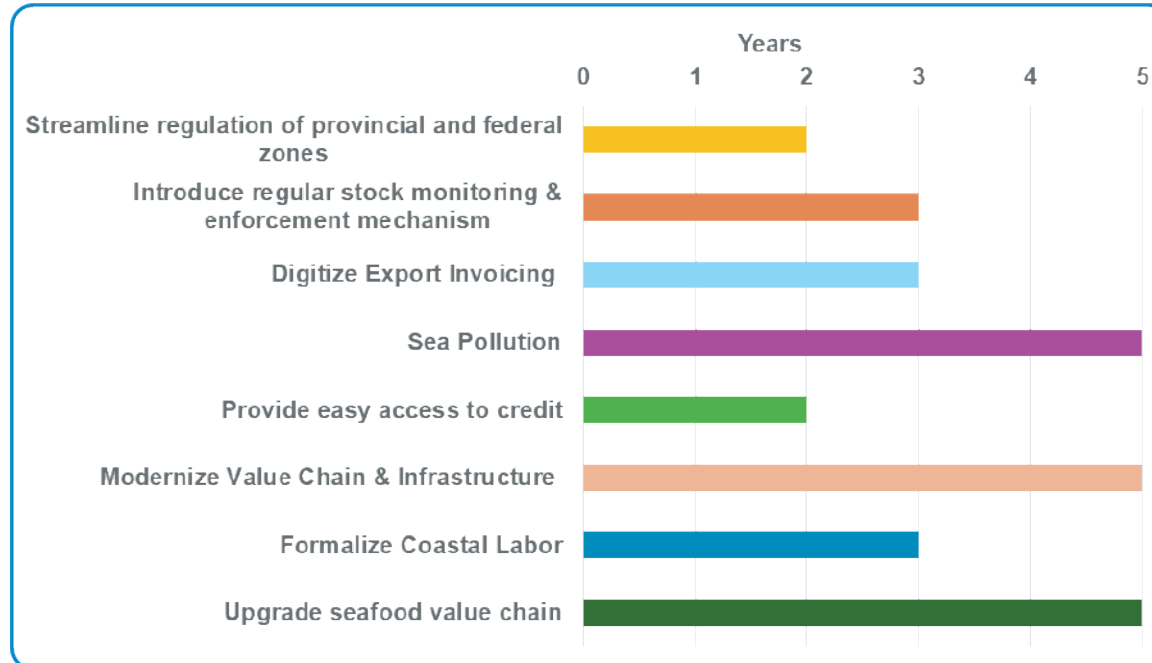 Years
0 1 2 3 4 5
Streamline regulation of provincial and federal
zones
Introduce regular stock monitoring &
enforcement mechanism
Digitize Export Invoicing
Sea Pollution
Provide easy access to credit
Modernize Value Chain & Infrastructure
Formalize Coastal Labor
Upgrade seafood value chain